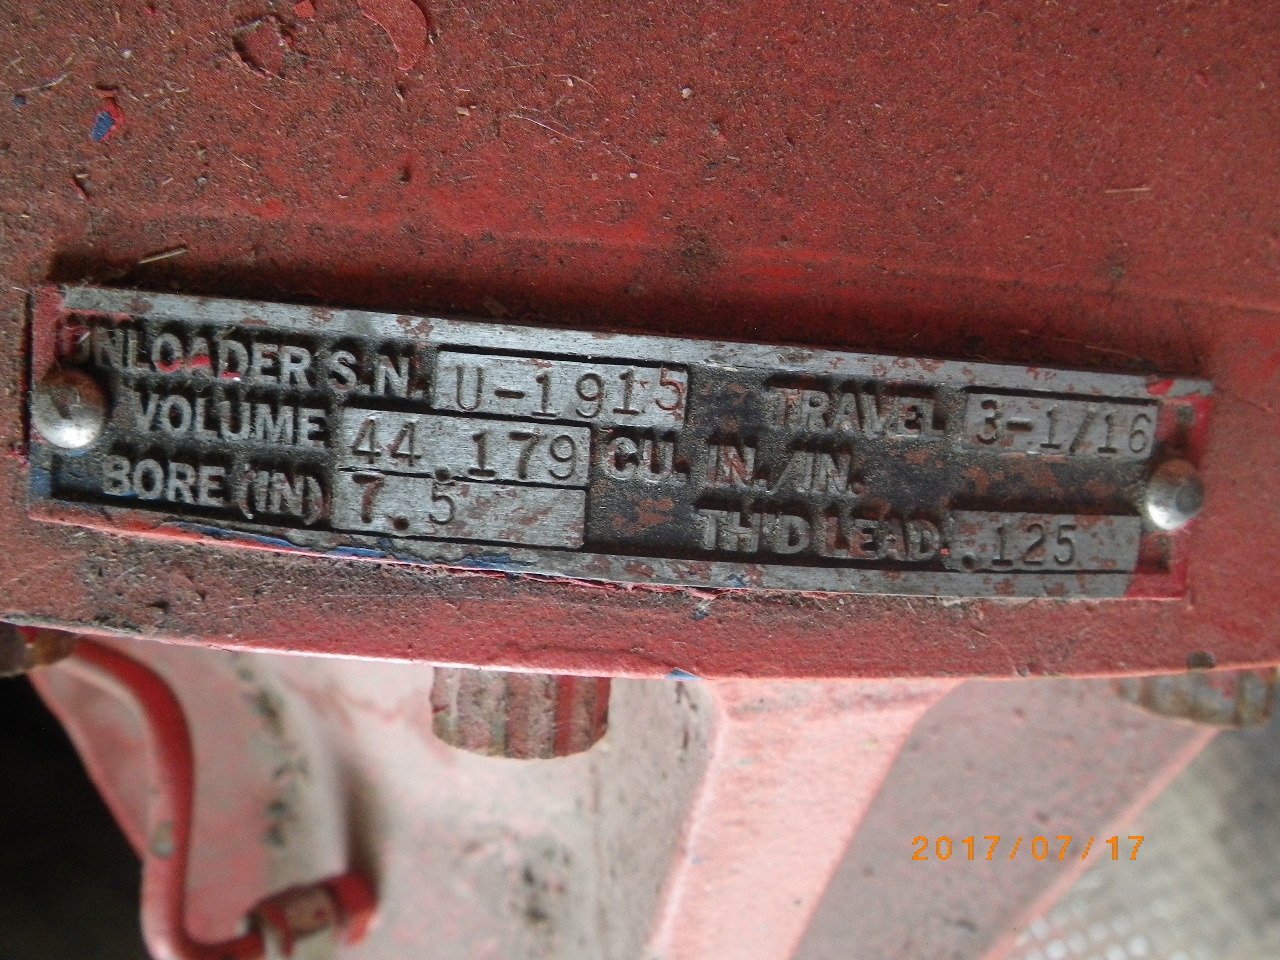 UNLOADER S.N. U-1915 TRAVEL 3-1/16
VOLUME 44.179 CU. IN./IN.
BORE (IN) 7.5 TH'D LEAD .125
2017/07/17